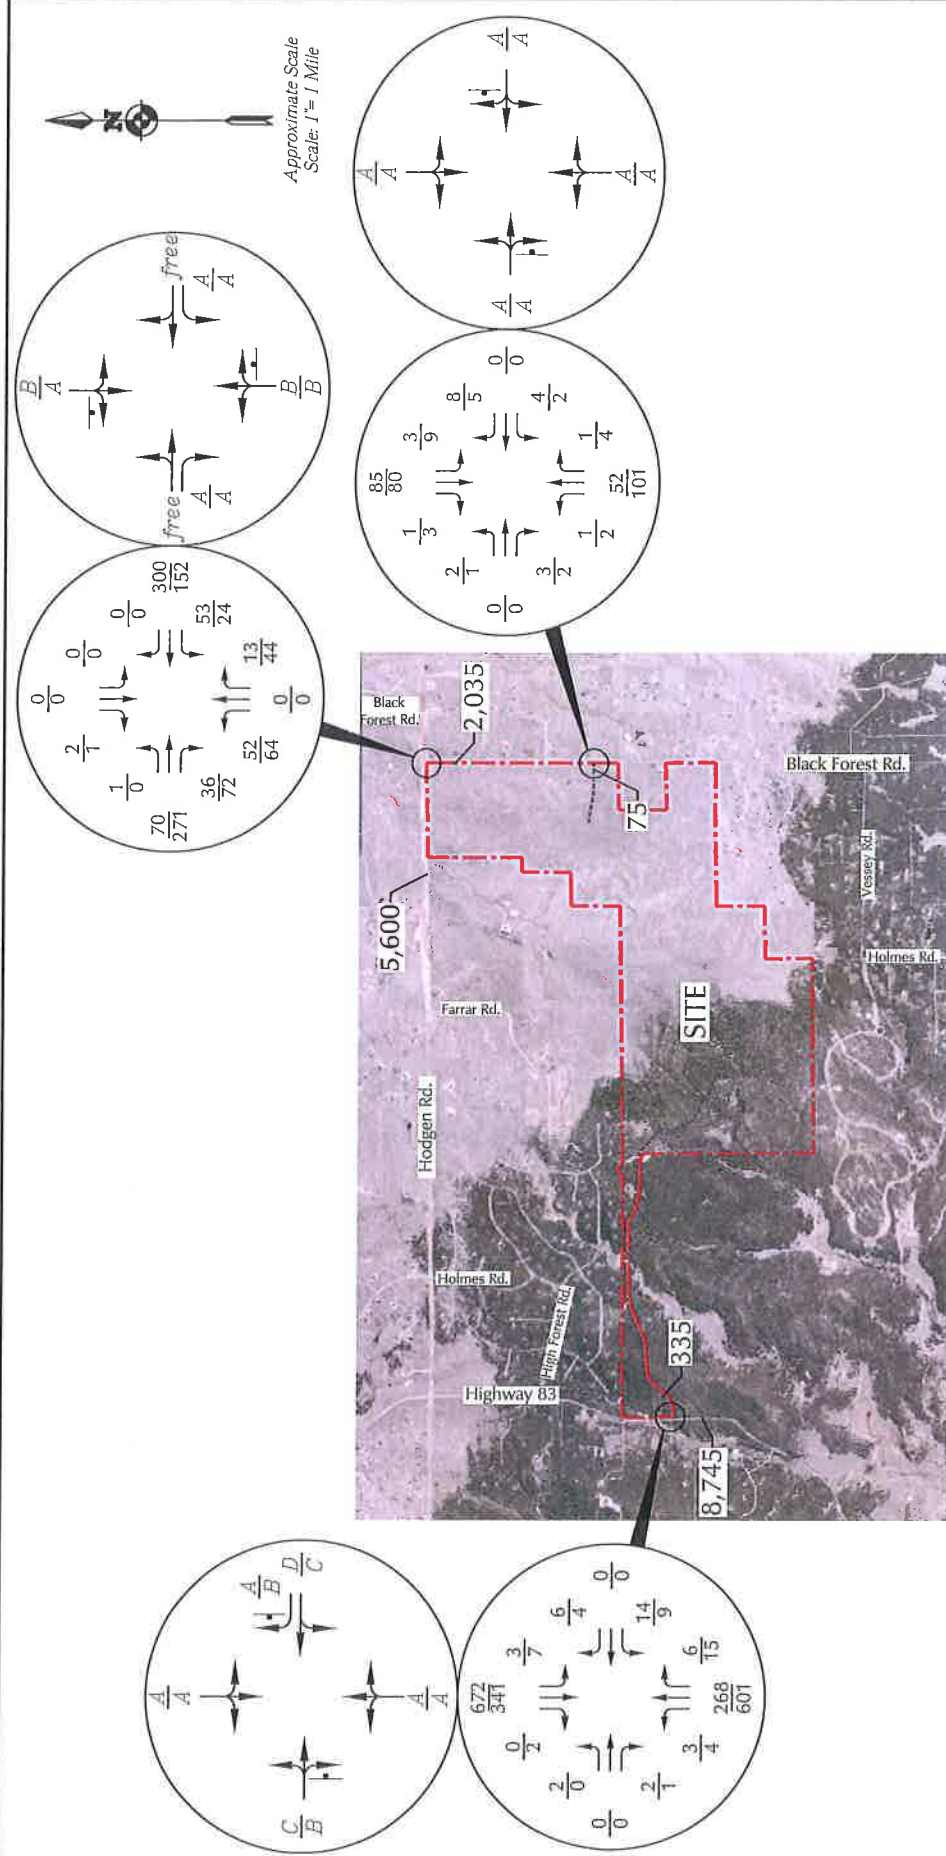 N
Approximate Scale
Scale: 1"= 1 Mile
B
A
free
A
A
B
B
free
A
A
0
0
0
0
0
0
300
152
53
24
13
44
0
0
52
64
36
72
70
271
1
0
2
1
A
A
A
A
A
A
A
A
85
80
3
9
8
5
0
0
4
2
1
4
52
101
1
2
3
2
0
0
2
1
1
3
Black
Forest Rd.
2,035
75
5,600
Hodgen Rd.
Farrar Rd.
SITE
Black Forest Rd.
Vessey Rd.
Holmes Rd.
Holmes Rd.
High Forest Rd.
Highway 83
335
8,745
A
A
A
B
D
C
A
A
C
B
672
341
3
7
6
4
0
0
14
9
6
15
268
601
3
4
2
1
0
0
2
0
0
2